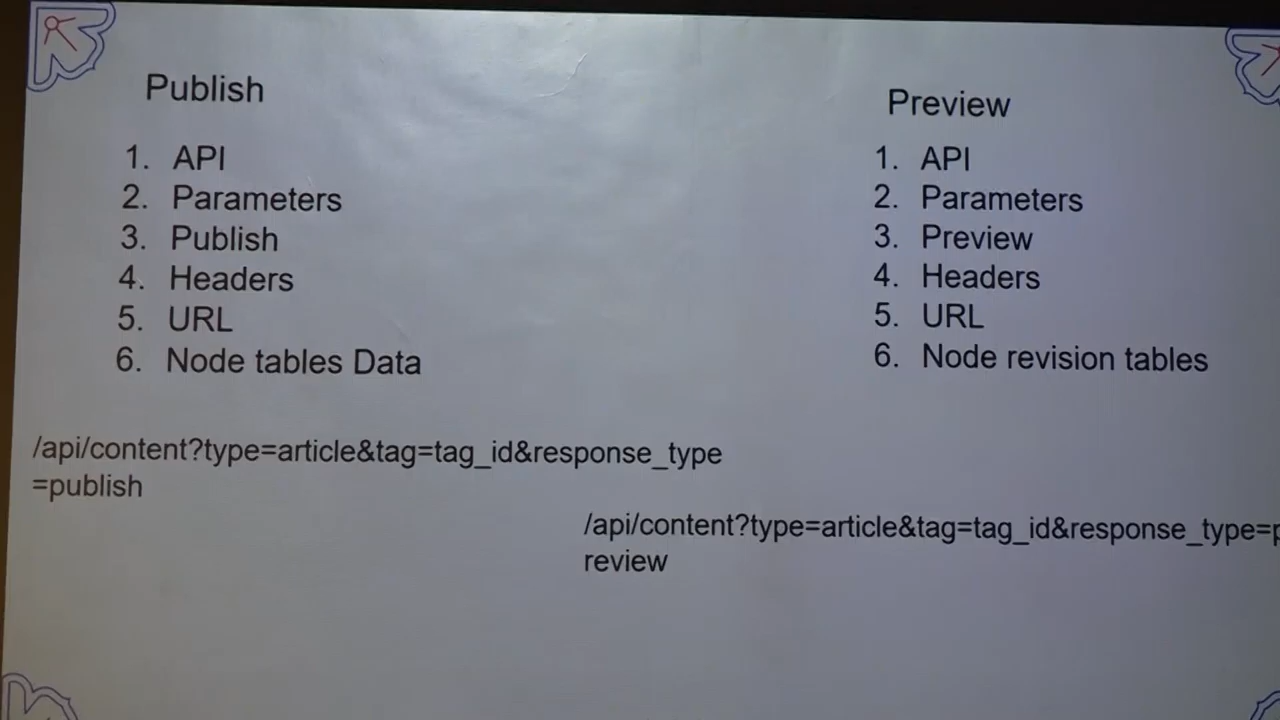 Publish
1. API
2. Parameters
3. Publish
4. Headers
5. URL
6. Node tables Data
/api/content?type=article&tag=tag_id&response_type
=publish
Preview
1. API
2. Parameters
3. Preview
4. Headers
5. URL
6. Node revision tables
/api/content?type=article&tag=tag_id&response_type=p
review